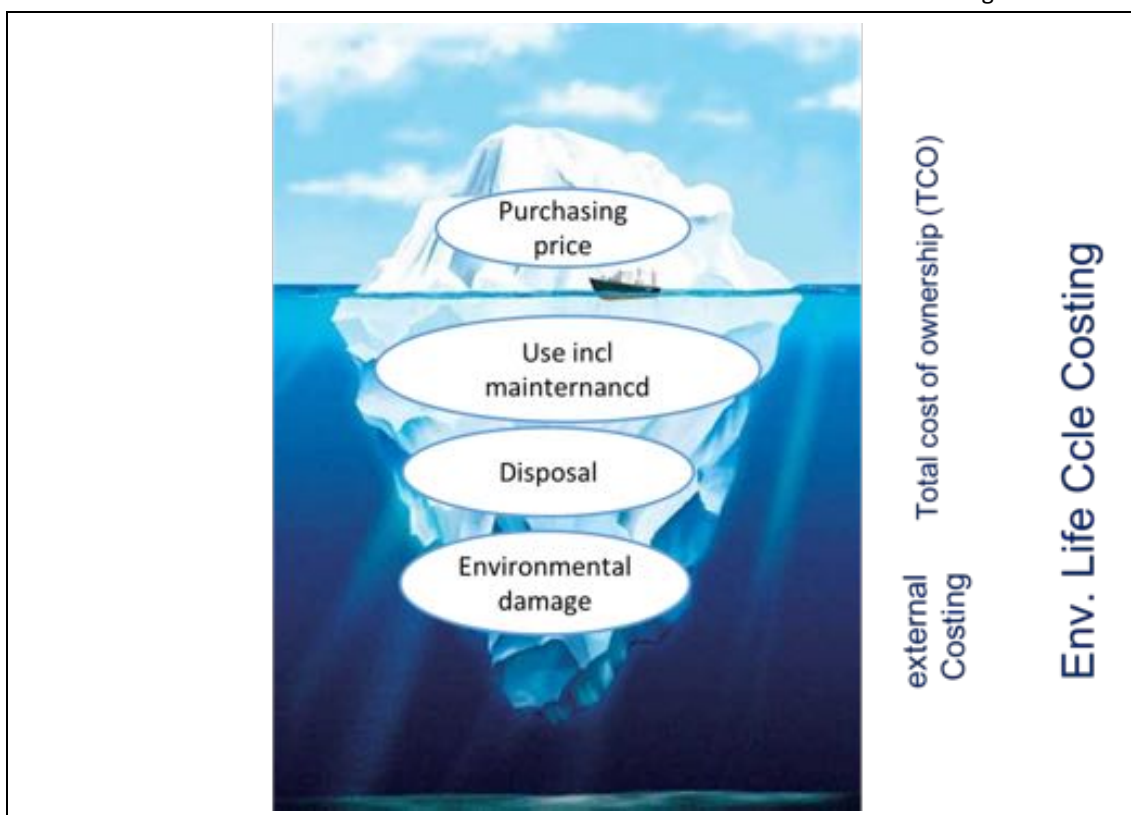 Purchasing
price
Use incl
mainternancd
Disposal
Environmental
damage
Total cost of ownership (TCO)
external
Costing
Env. Life Ccle Costing